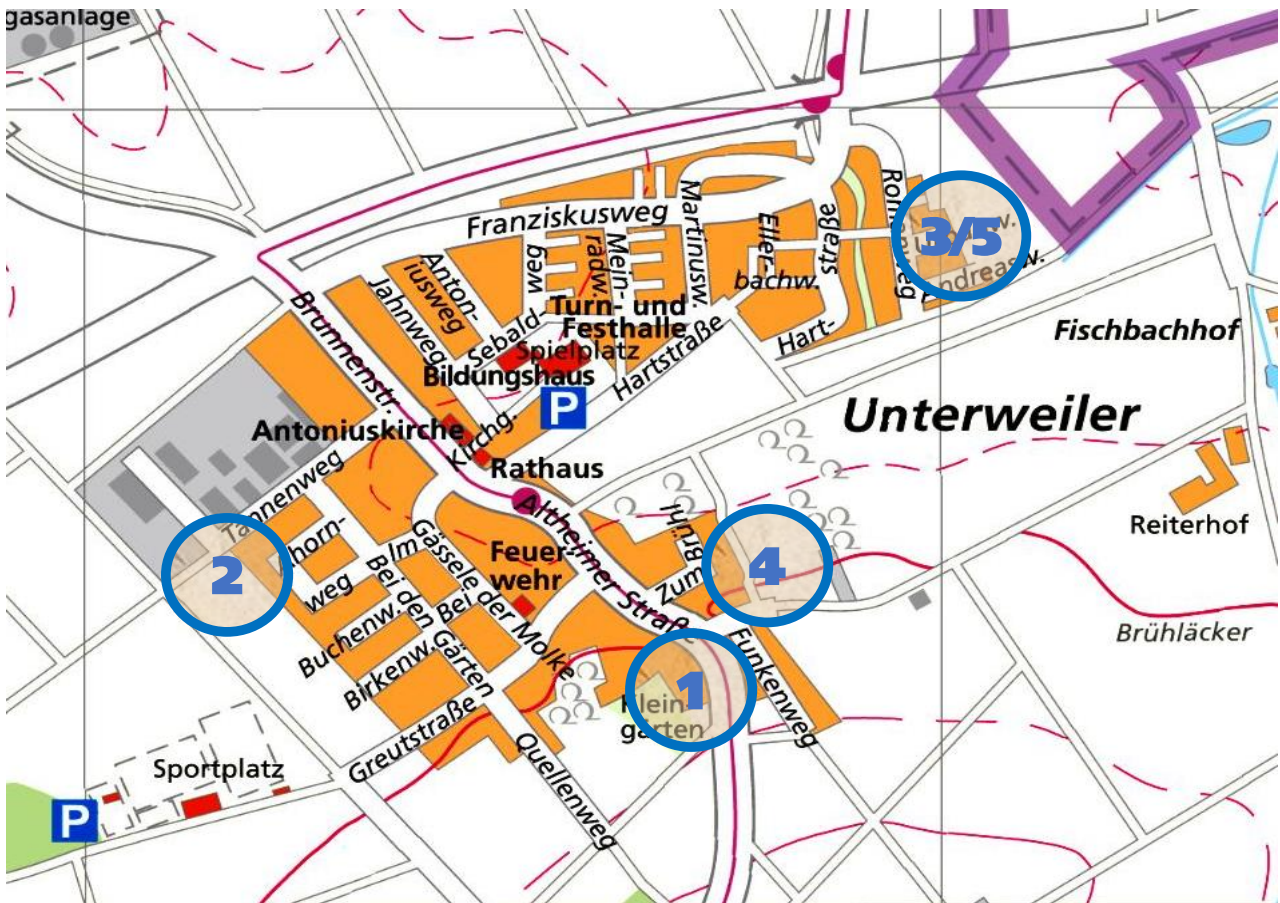 gasanlage
Franziskusweg
Martinusw.
Eller-
bachw.
Hart-
straße
3/5
Andreasw.
Anton-
iusweg
Jahnweg
Sebald-
weg
Mein-
radw.
Turn- und
Festhalle
Spielplatz
Bildungshaus
Hartstraße
P
Brunnenstr.
Antoniuskirche
Kirchg.
Rathaus
Fischbachhof
Unterweiler
Reiterhof
Brühläcker
Tannenweg
Ahorn-
weg
2
Altheimer Straße
Zum
Brühl
4
Feuer-
wehr
Gässele
Bei der Molke
Beim
Bei den Gärten
Buchenw.
Birkenw.
Greutstraße
Quellenweg
Funkenweg
1
Klein-
gärten
Sportplatz
P